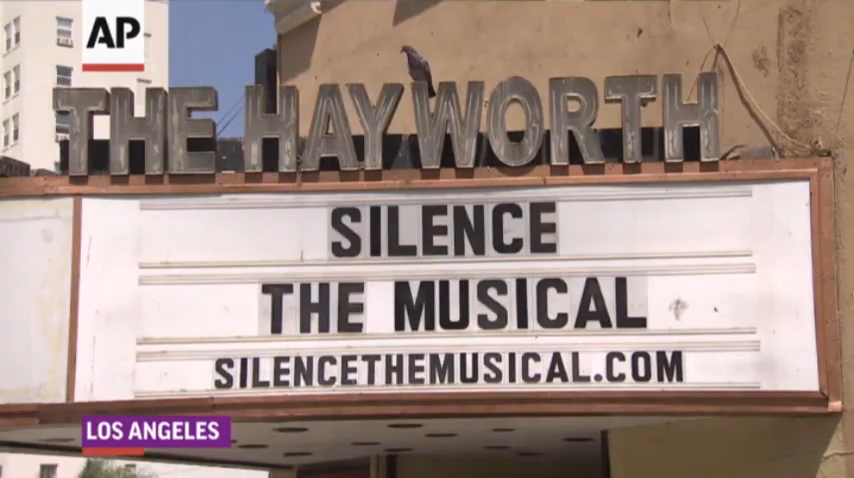 AP
THE HAYWORTH
SILENCE
THE MUSICAL
SILENCETHEMUSICAL.COM
LOS ANGELES